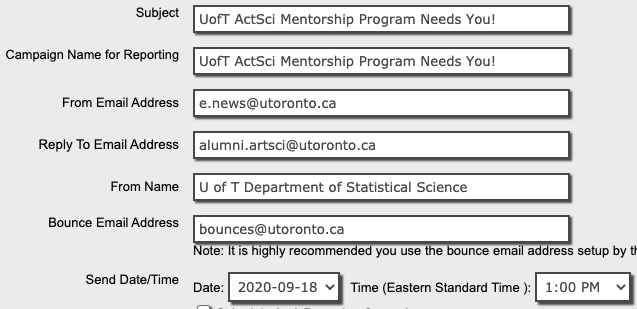 Subject UofT ActSci Mentorship Program Needs You!
Campaign Name for Reporting UofT ActSci Mentorship Program Needs You!
From Email Address e.news@utoronto.ca
Reply To Email Address alumni.artsci@utoronto.ca
From Name U of T Department of Statistical Science
Bounce Email Address bounces@utoronto.ca
Note: It is highly recommended you use the bounce email address setup by
Send Date/Time Date: 2020-09-18 Time (Eastern Standard Time ): 1:00 PM